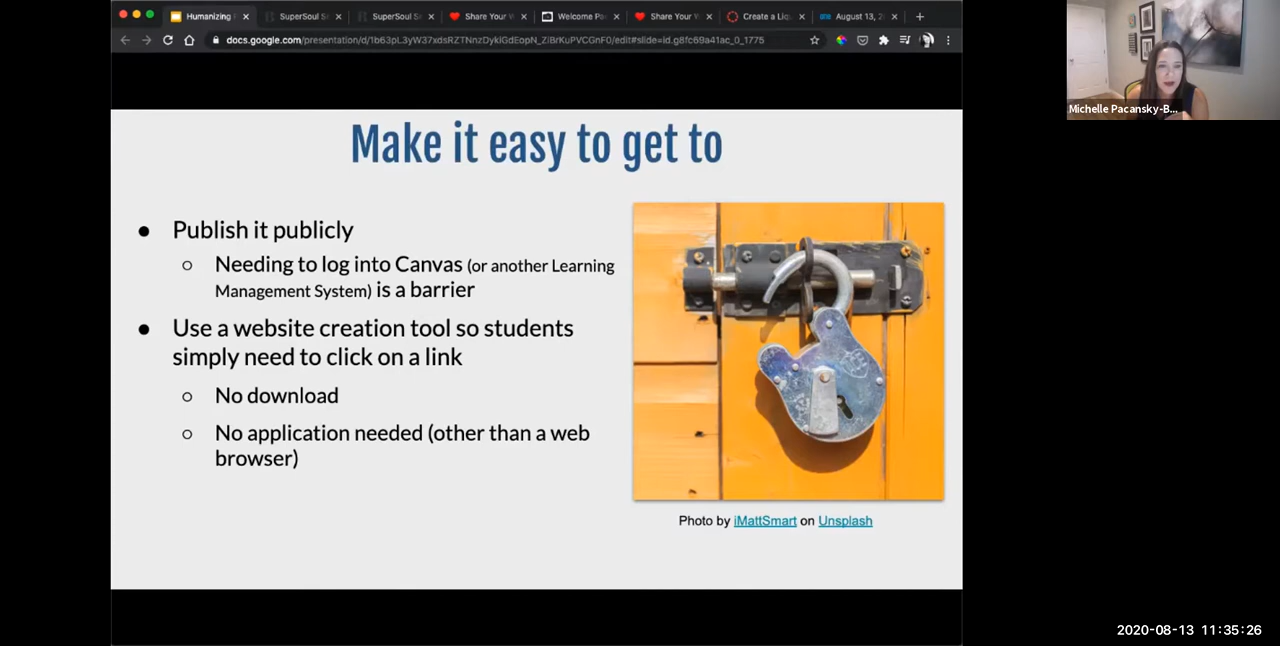 Humanizing
SuperSoul S
SuperSoul S
Share Your V
Welcome Pa
Share Your V
Create a Liq
August 13, 2
docs.google.com/presentation/d/1b63pL3yW37xdsRZTNnzDykiGdEopN_ZiBrKuPVCGnF0/edit#slide=id.g8fc69a41ac_0_1775
Michelle Pacansky-B...
Make it easy to get to
● Publish it publicly
○ Needing to log into Canvas (or another Learning
Management System) is a barrier
● Use a website creation tool so students
simply need to click on a link
○ No download
○ No application needed (other than a web
browser)
Photo by iMattSmart on Unsplash
2020-08-13 11:35:26